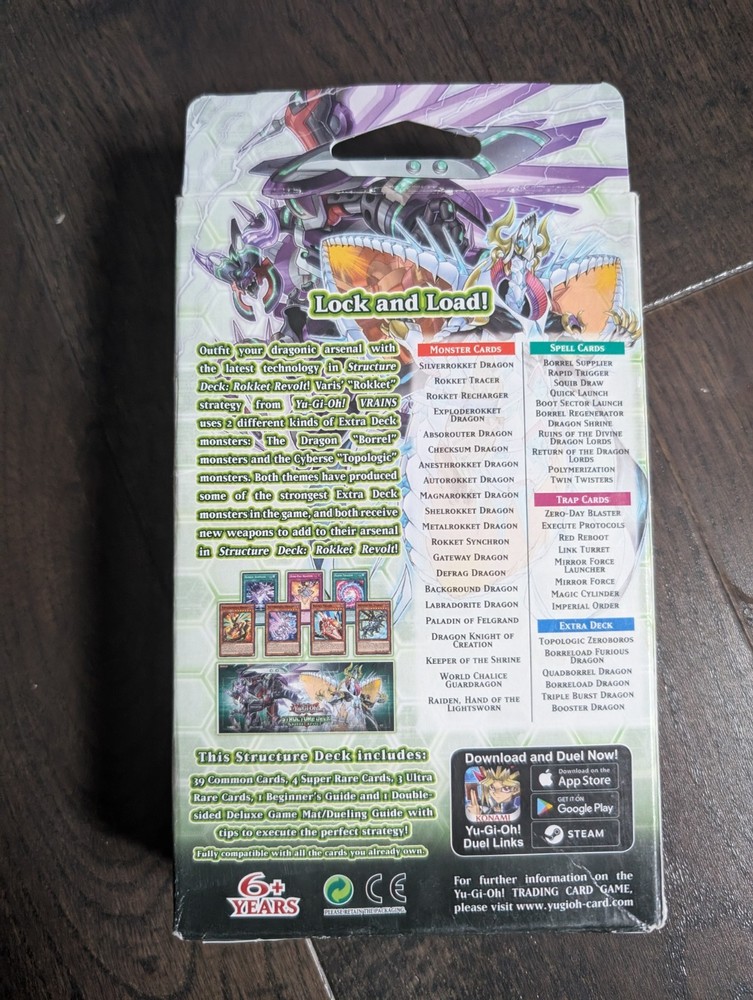 Lock and Load!
Outfit your dragonic arsenal with
the latest technology in Structure
Deck: Rokket Revolt! Varis' "Rokket"
strategy from Yu-Gi-Oh! VRAINS
uses 2 different kinds of Extra Deck
monsters: The Dragon "Borrel"
monsters and the Cyberse "Topologic"
monsters. Both themes have produced
some of the strongest Extra Deck
monsters in the game, and both receive
new weapons to add to their arsenal
in Structure Deck: Rokket Revolt!
MONSTER CARDS
SILVERROKKET DRAGON
ROKKET TRACER
ROKKET RECHARGER
EXPLODEROKKET
DRAGON
ABSOROUTER DRAGON
CHECKSUM DRAGON
ANESTHROKKET DRAGON
AUTOROKKET DRAGON
MAGNAROKKET DRAGON
SHELROKKET DRAGON
METALROKKET DRAGON
ROKKET SYNCHRON
GATEWAY DRAGON
DEFRAG DRAGON
BACKGROUND DRAGON
LABRADORITE DRAGON
PALADIN OF FELGRAND
DRAGON KNIGHT OF
CREATION
KEEPER OF THE SHRINE
WORLD CHALICE
GUARDRAGON
RAIDEN, HAND OF THE
LIGHTSWORN
SPELL CARDS
BORREL SUPPLIER
RAPID TRIGGER
SQUIB DRAW
QUICK LAUNCH
BOOT SECTOR LAUNCH
BORREL REGENERATOR
DRAGON SHRINE
RUINS OF THE DIVINE
DRAGON LORDS
RETURN OF THE DRAGON
LORDS
POLYMERIZATION
TWIN TWISTERS
TRAP CARDS
ZERO-DAY BLASTER
EXECUTE PROTOCOLS
RED REBOOT
LINK TURRET
MIRROR FORCE
LAUNCHER
MIRROR FORCE
MAGIC CYLINDER
IMPERIAL ORDER
EXTRA DECK
TOPOLOGIC ZEROBOROS
BORRELOAD FURIOUS
DRAGON
QUADBORREL DRAGON
BORRELOAD DRAGON
TRIPLE BURST DRAGON
BOOSTER DRAGON
STRUCTURE DECK
This Structure Deck includes:
39 Common Cards, 4 Super Rare Cards, 3 Ultra
Rare Cards, 1 Beginner's Guide and 1 Double-
sided Deluxe Game Mat/Dueling Guide with
tips to execute the perfect strategy!
Fully compatible with all the cards you already own.
Download and Duel Now!
KONAMI
Yu-Gi-Oh!
Duel Links
Download on the
App Store
GET IT ON
Google Play
STEAM
6+
YEARS
PLEASE RETAIN THE PACKAGING
CE
For further information on the
Yu-Gi-Oh! TRADING CARD GAME,
please visit www.yugioh-card.com